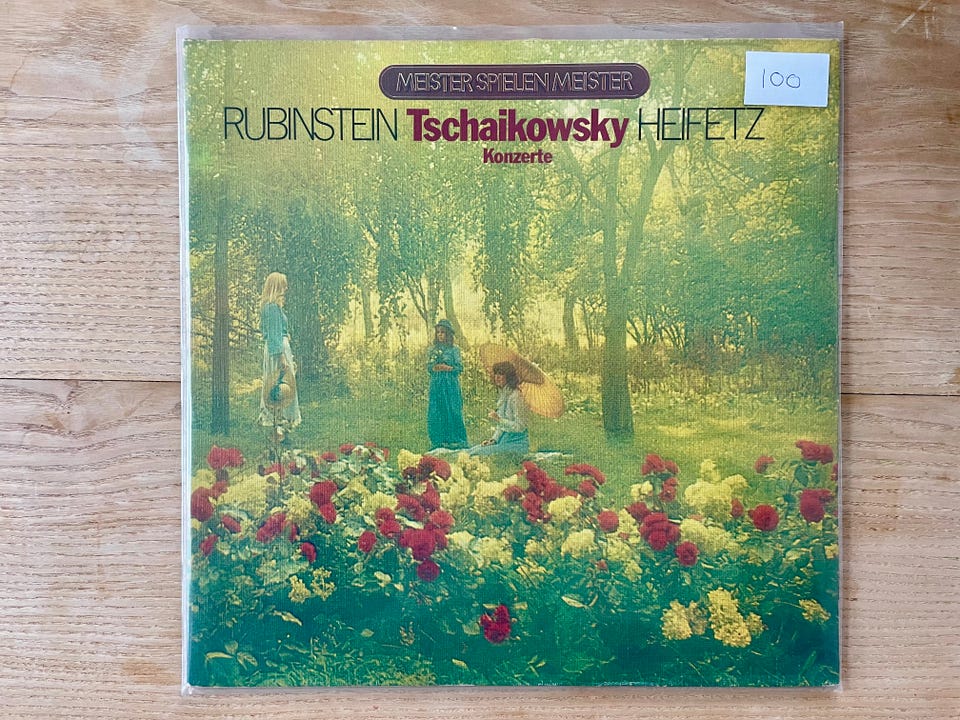 MEISTER SPIELEN MEISTER
100
RUBINSTEIN Tschaikowsky HEIFETZ
Konzerte